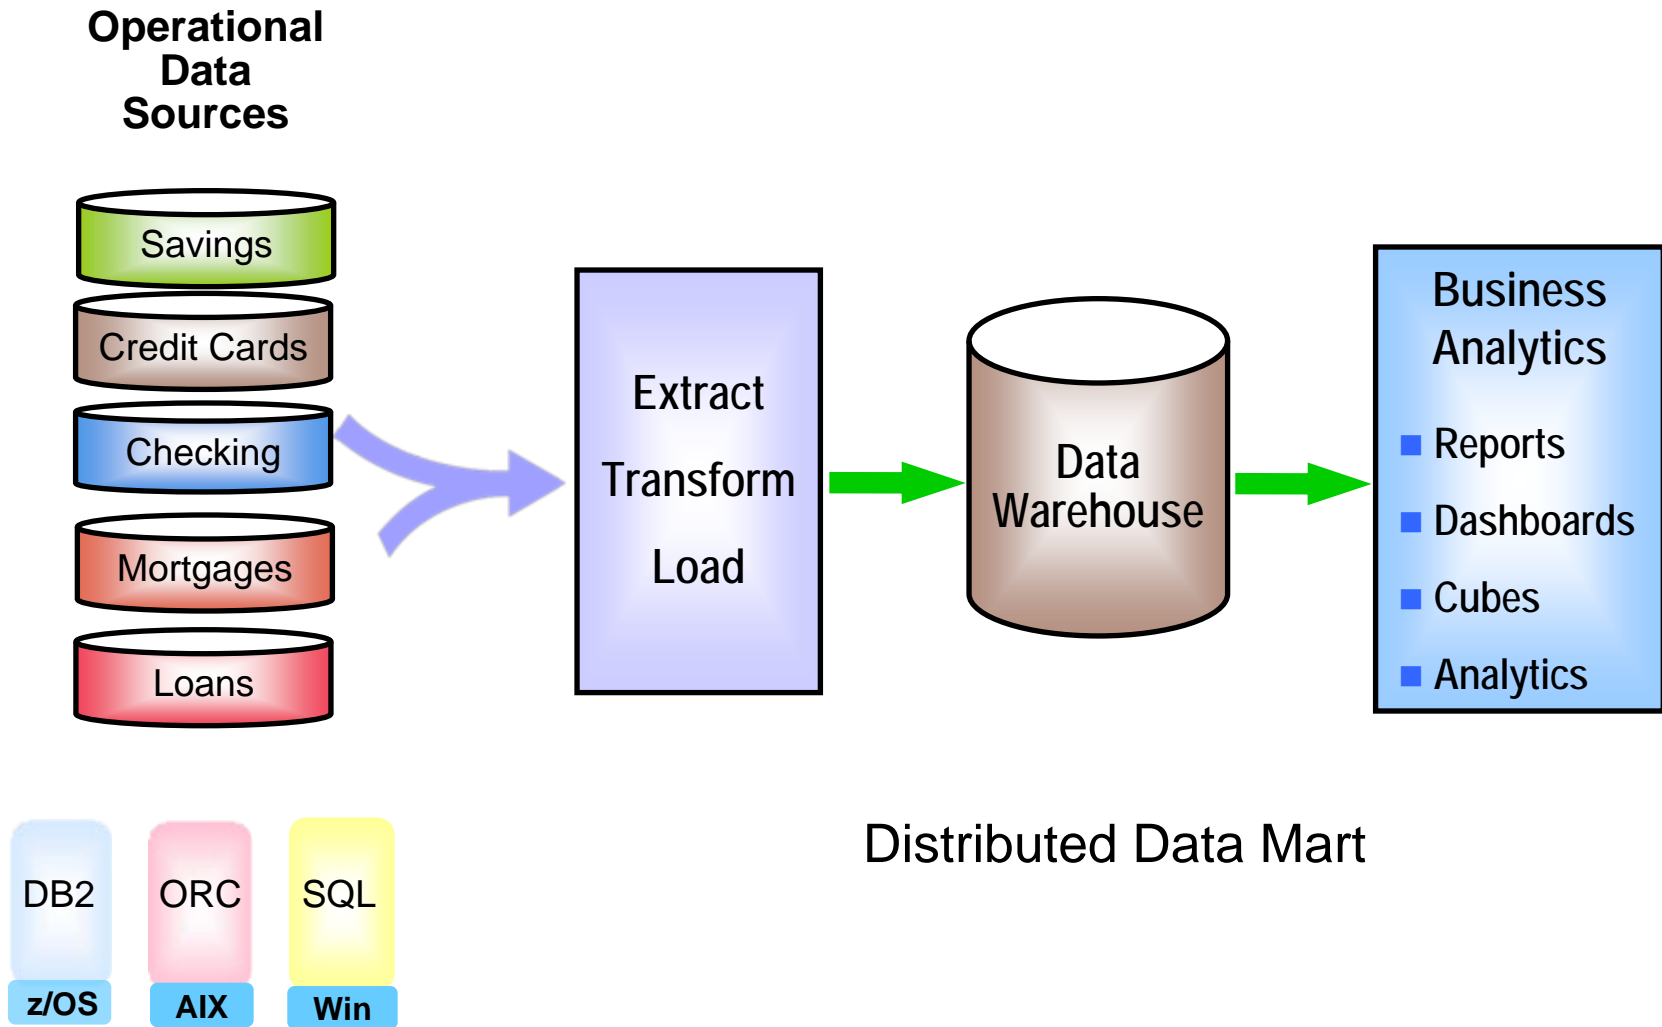 Operational
Data
Sources
Savings
Credit Cards
Checking
Mortgages
Loans
Extract
Transform
Load
Data
Warehouse
Business
Analytics
Reports
Dashboards
Cubes
Analytics
Distributed Data Mart
DB2
ORC
SQL
z/OS
AIX
Win